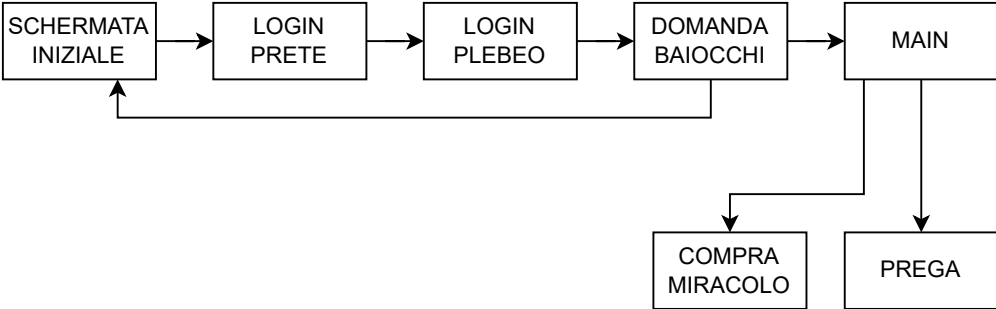 SCHERMATA
INIZIALE
LOGIN
PRETE
LOGIN
PLEBEO
DOMANDA
BAIOCCHI
MAIN
COMPRA
MIRACOLO
PREGA